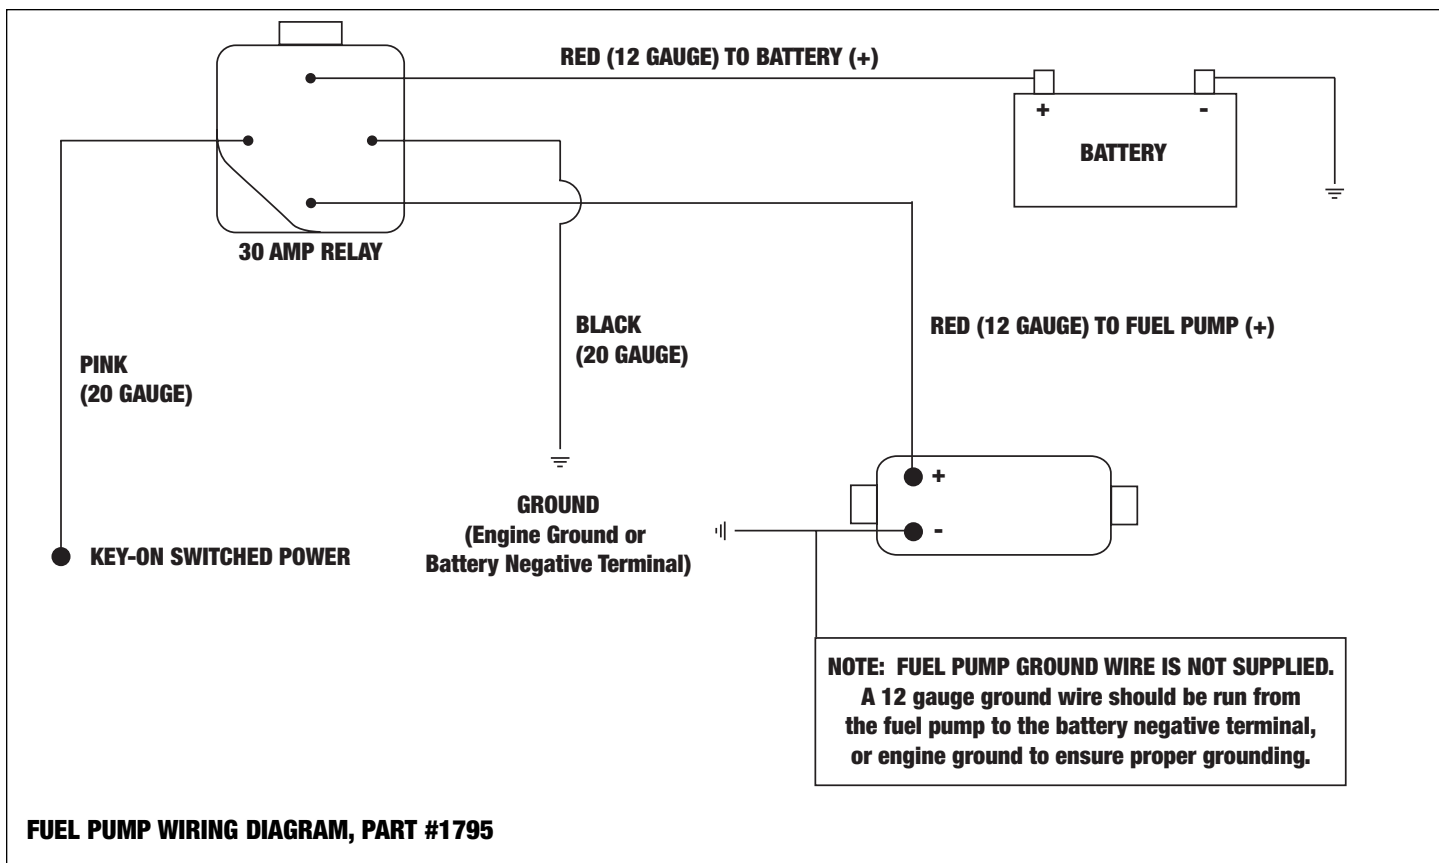 RED (12 GAUGE) TO BATTERY (+)
+
-
BATTERY
30 AMP RELAY
BLACK
(20 GAUGE)
RED (12 GAUGE) TO FUEL PUMP (+)
PINK
(20 GAUGE)
+
-
GROUND
(Engine Ground or
Battery Negative Terminal)
KEY-ON SWITCHED POWER
NOTE: FUEL PUMP GROUND WIRE IS NOT SUPPLIED.
A 12 gauge ground wire should be run from
the fuel pump to the battery negative terminal,
or engine ground to ensure proper grounding.
FUEL PUMP WIRING DIAGRAM, PART #1795